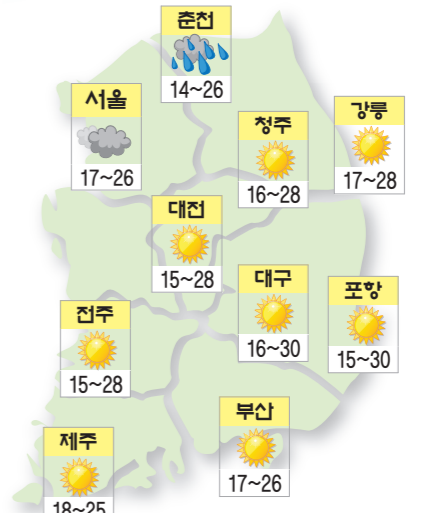 춘천
14~26
서울
17~26
청주
16~28
강릉
17~28
대전
15~28
대구
16~30
포항
15~30
전주
15~28
부산
17~26
제주
18~25